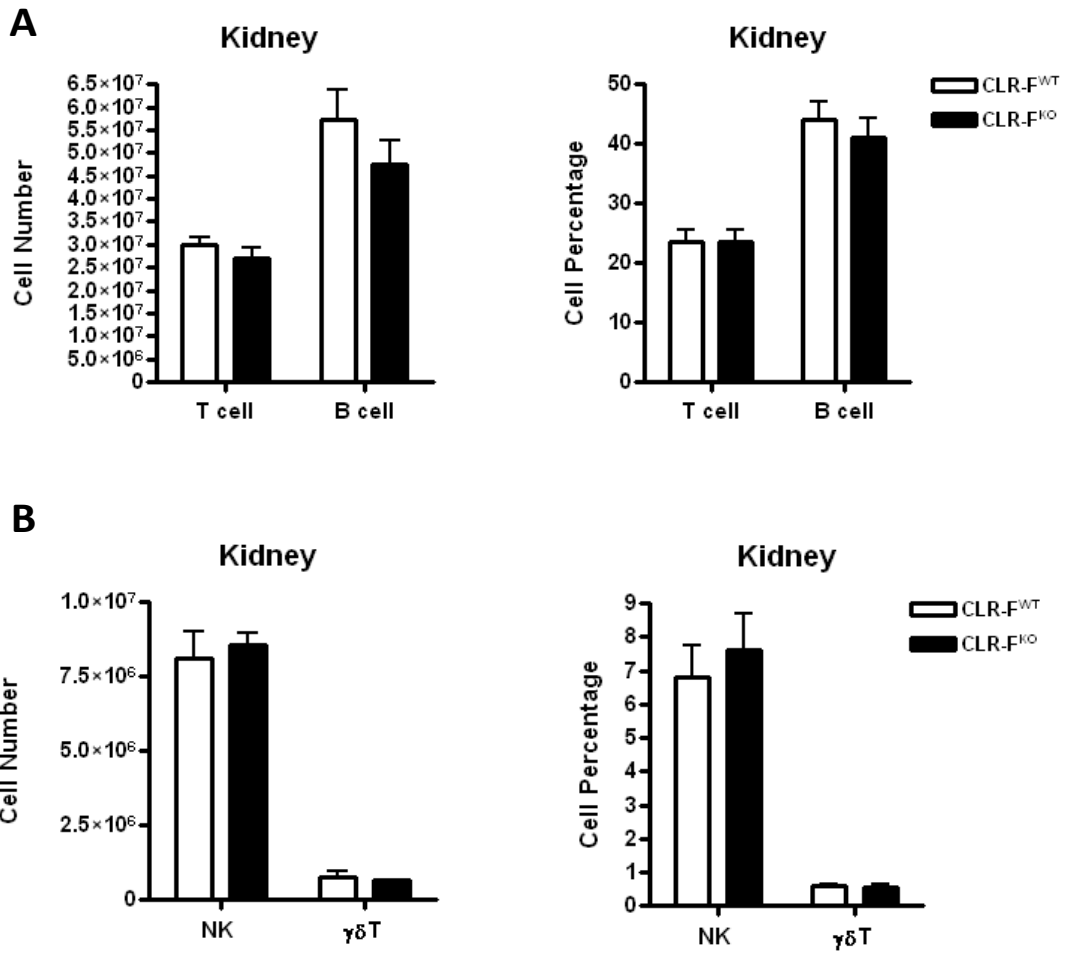 A
Kidney
Cell Number
6.5×10⁷
6.0×10⁷
5.5×10⁷
5.0×10⁷
4.5×10⁷
4.0×10⁷
3.5×10⁷
3.0×10⁷
2.5×10⁷
2.0×10⁷
1.5×10⁷
1.0×10⁷
5.0×10⁶
0
T cell B cell
Kidney
Cell Percentage
50
40
30
20
10
0
T cell B cell
CLR-Fᵂᵀ
CLR-Fᴷᴼ
B
Kidney
Cell Number
1.0×10⁷
7.5×10⁶
5.0×10⁶
2.5×10⁶
0
NK γδT
Kidney
Cell Percentage
9
8
7
6
5
4
3
2
1
0
NK γδT
CLR-Fᵂᵀ
CLR-Fᴷᴼ